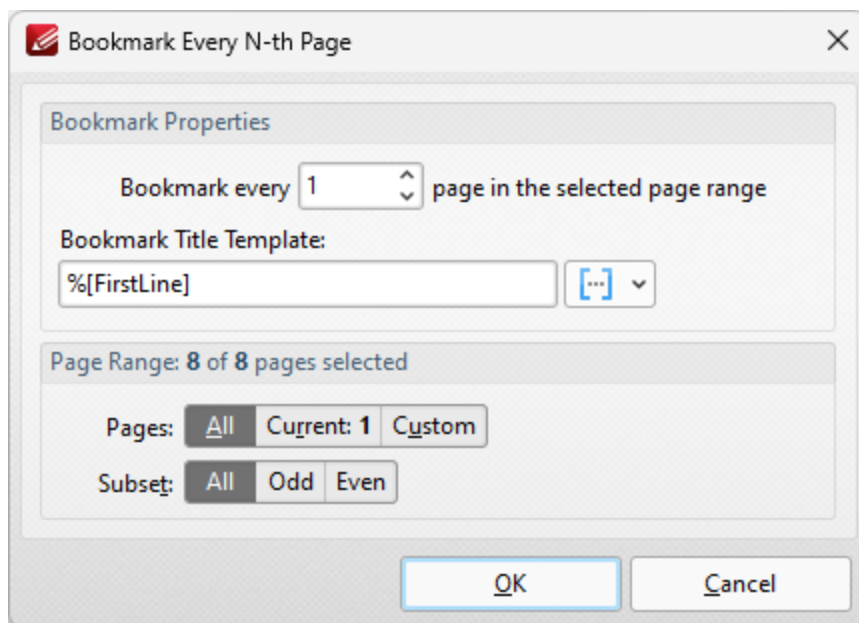 Bookmark Every N-th Page
Bookmark Properties
Bookmark every 1 page in the selected page range
Bookmark Title Template:
%[FirstLine]
Page Range: 8 of 8 pages selected
Pages: All Current: 1 Custom
Subset: All Odd Even
OK Cancel